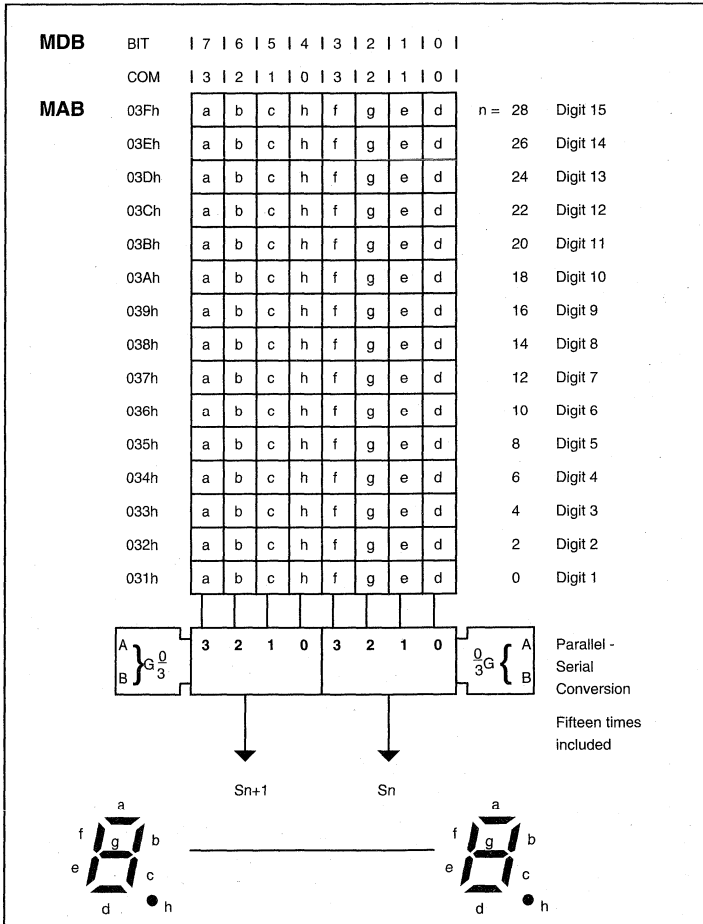 MDB BIT | 7 | 6 | 5 | 4 | 3 | 2 | 1 | 0 |
COM | 3 | 2 | 1 | 0 | 3 | 2 | 1 | 0 |
MAB 03Fh a b c h f g e d n = 28 Digit 15
03Eh a b c h f g e d 26 Digit 14
03Dh a b c h f g e d 24 Digit 13
03Ch a b c h f g e d 22 Digit 12
03Bh a b c h f g e d 20 Digit 11
03Ah a b c h f g e d 18 Digit 10
039h a b c h f g e d 16 Digit 9
038h a b c h f g e d 14 Digit 8
037h a b c h f g e d 12 Digit 7
036h a b c h f g e d 10 Digit 6
035h a b c h f g e d 8 Digit 5
034h a b c h f g e d 6 Digit 4
033h a b c h f g e d 4 Digit 3
032h a b c h f g e d 2 Digit 2
031h a b c h f g e d 0 Digit 1
A 3 2 1 0 3 2 1 0 A Parallel -
} G 0/3 0/3 G { Serial
B B Conversion
Fifteen times
included
Sn+1 Sn
a a
f g b f g b
e c e c
d h d h